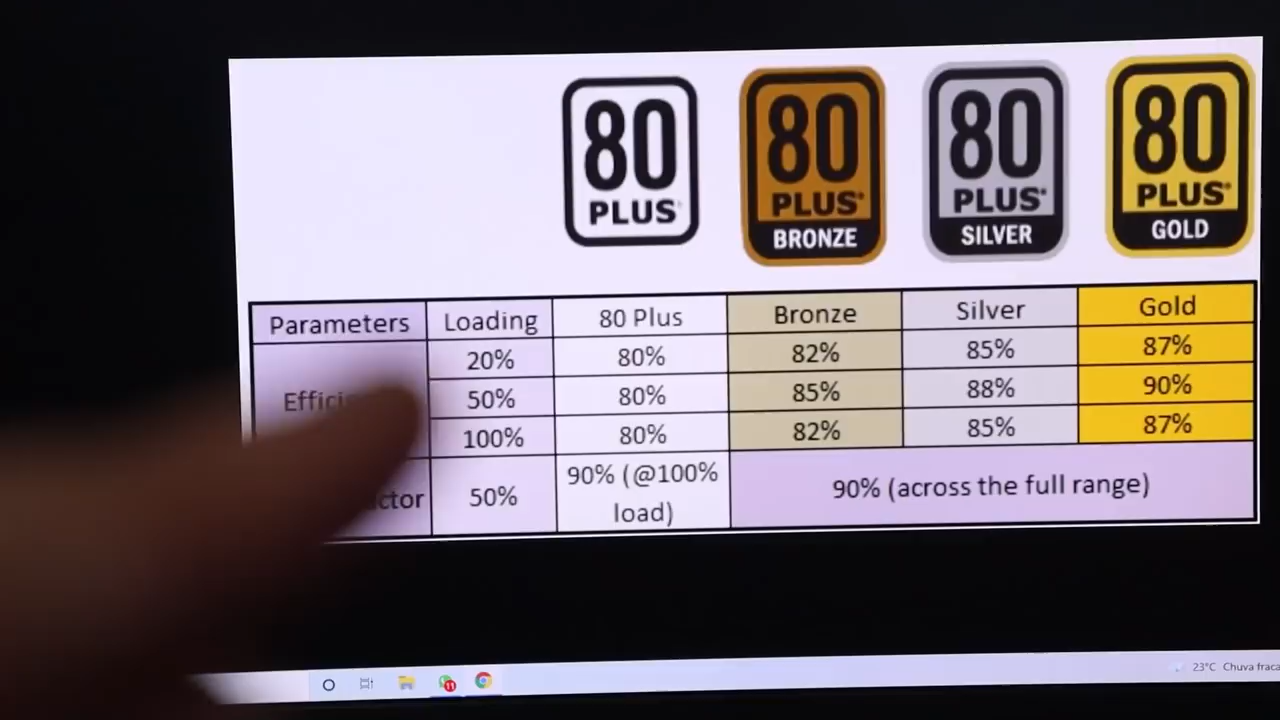 80
PLUS
80
PLUS
BRONZE
80
PLUS
SILVER
80
PLUS
GOLD
Parameters Loading 80 Plus Bronze Silver Gold
20% 80% 82% 85% 87%
50% 80% 85% 88% 90%
100% 80% 82% 85% 87%
50% 90% (@100% load) 90% (across the full range)
11
23°C Chuva fraca